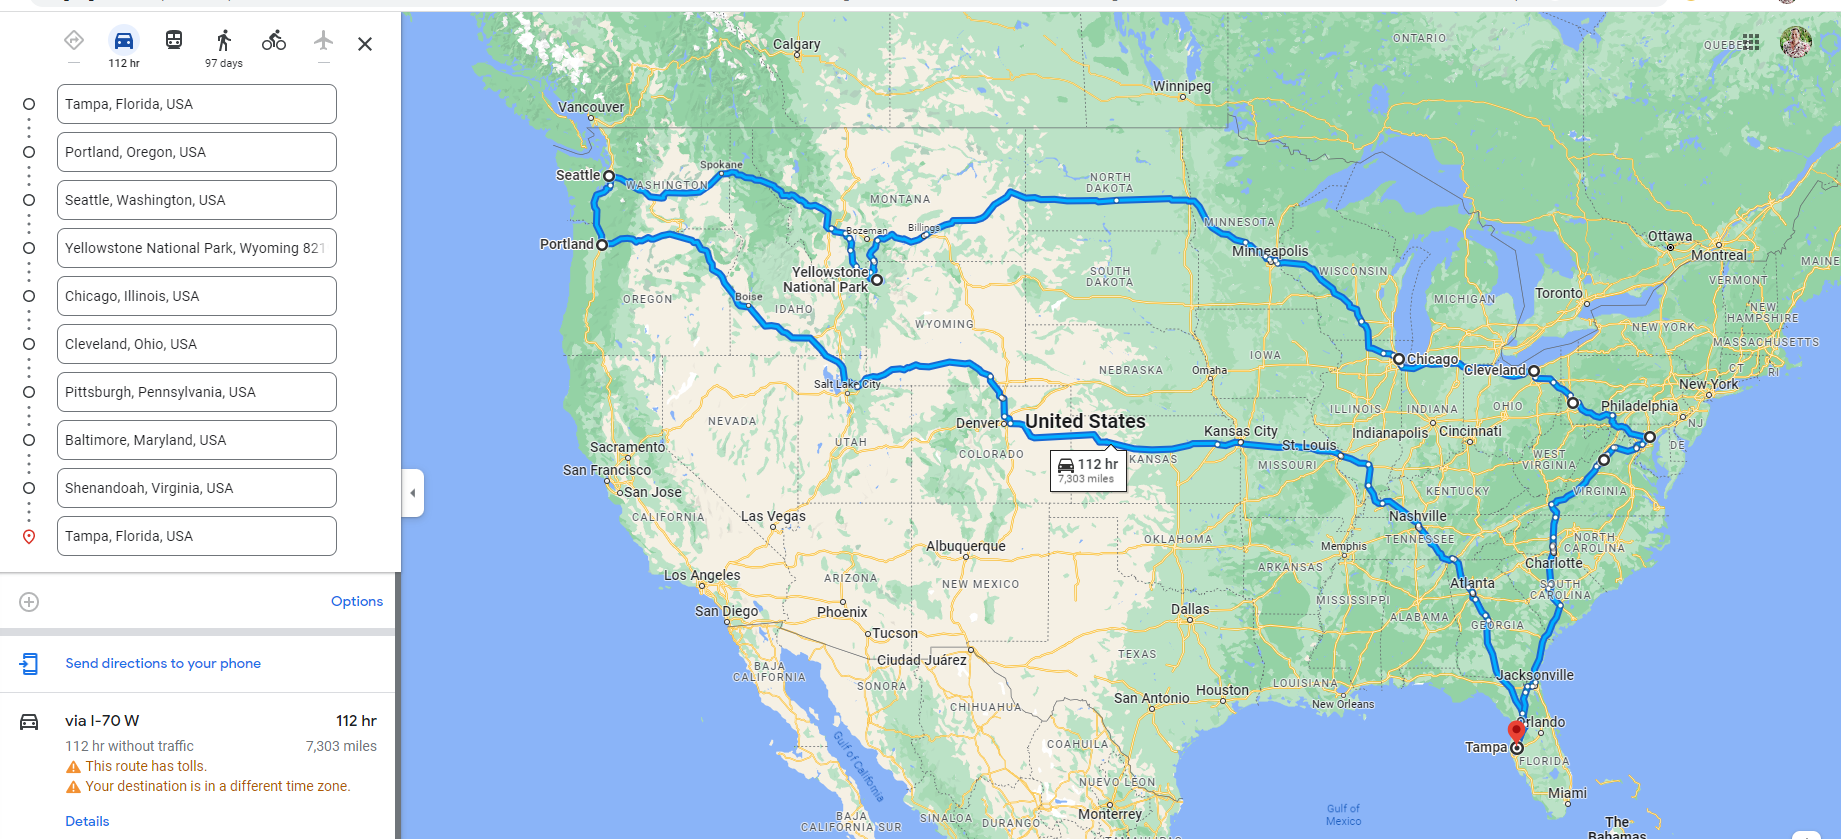 112 hr
97 days
Tampa, Florida, USA
Portland, Oregon, USA
Seattle, Washington, USA
Yellowstone National Park, Wyoming 821
Chicago, Illinois, USA
Cleveland, Ohio, USA
Pittsburgh, Pennsylvania, USA
Baltimore, Maryland, USA
Shenandoah, Virginia, USA
Tampa, Florida, USA
Options
Send directions to your phone
via I-70 W
112 hr
112 hr without traffic
7,303 miles
This route has tolls.
Your destination is in a different time zone.
Details
Calgary
ONTARIO
QUEBE
Winnipeg
Vancouver
Seattle
Spokane
WASHINGTON
MONTANA
NORTH
DAKOTA
MINNESOTA
Portland
Bozeman
Billings
Minneapolis
Ottawa
Montreal
MAINE
Yellowstone
National Park
SOUTH
DAKOTA
WISCONSIN
VERMONT
OREGON
Boise
IDAHO
WYOMING
MICHIGAN
Toronto
NEW YORK
NEW
HAMPSHIRE
MASSACHUSETTS
CT
RI
Chicago
Cleveland
IOWA
NEBRASKA
Omaha
Salt Lake City
New York
Philadelphia
NJ
DE
NEVADA
UTAH
Denver
United States
COLORADO
112 hr
7,303 miles
KANSAS
Kansas City
St. Louis
MISSOURI
ILLINOIS
INDIANA
OHIO
Indianapolis
Cincinnati
WEST
VIRGINIA
VIRGINIA
KENTUCKY
Sacramento
San Francisco
San Jose
CALIFORNIA
Las Vegas
Albuquerque
OKLAHOMA
Nashville
TENNESSEE
Memphis
NORTH
CAROLINA
Charlotte
SOUTH
CAROLINA
Los Angeles
ARIZONA
NEW MEXICO
ARKANSAS
Atlanta
San Diego
Phoenix
Dallas
MISSISSIPPI
ALABAMA
GEORGIA
Tucson
Ciudad Juárez
TEXAS
BAJA
CALIFORNIA
SONORA
CHIHUAHUA
San Antonio
Houston
LOUISIANA
New Orleans
Jacksonville
Orlando
Tampa
FLORIDA
Gulf of California
COAHUILA
NUEVO LEON
Monterrey
Miami
Gulf of
Mexico
BAJA
CALIFORNIA SUR
SINALOA
DURANGO
TAMAULIPAS
The
Bahamas